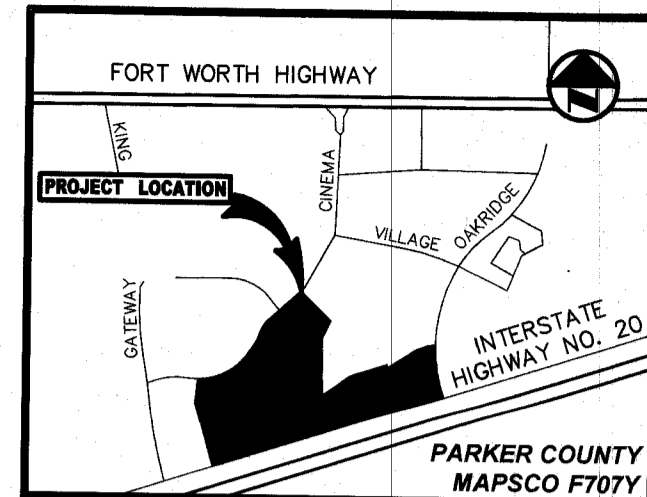 FORT WORTH HIGHWAY
KING
CINEMA
PROJECT LOCATION
VILLAGE
OAKRIDGE
GATEWAY
INTERSTATE
HIGHWAY NO. 20
PARKER COUNTY
MAPSCO F707Y